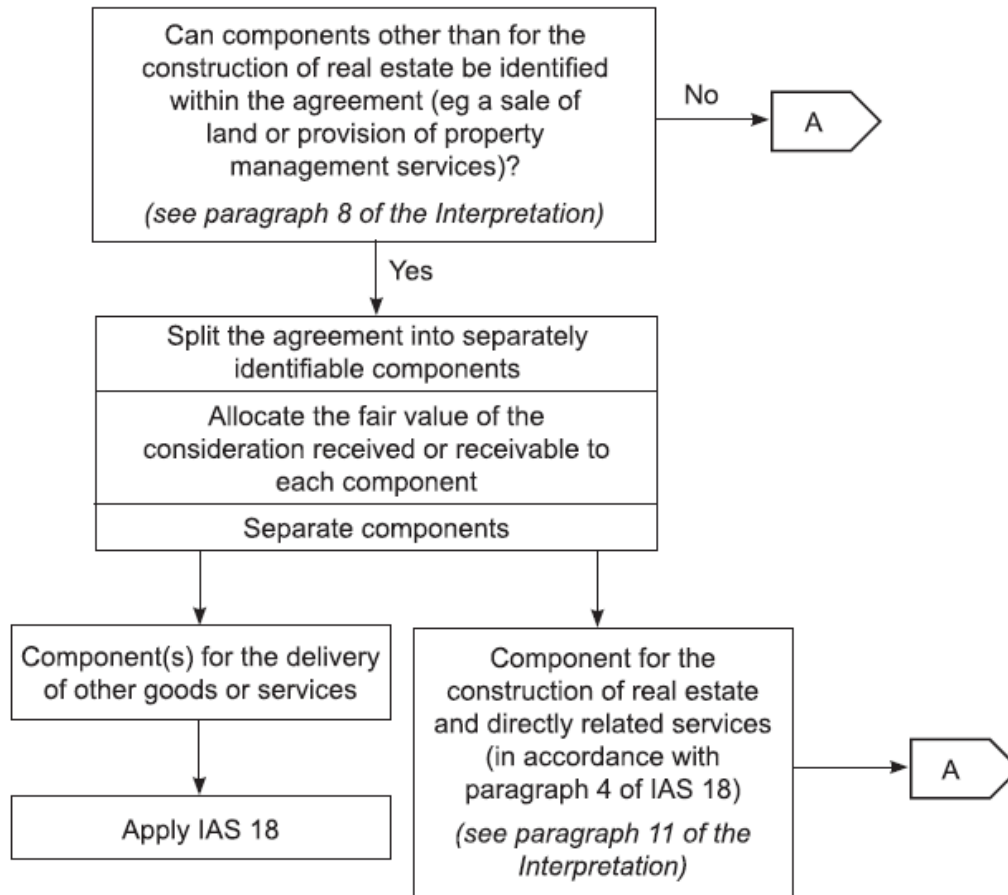 Can components other than for the
construction of real estate be identified
within the agreement (eg a sale of
land or provision of property
management services)?
(see paragraph 8 of the Interpretation)
No
A
Yes
Split the agreement into separately
identifiable components
Allocate the fair value of the
consideration received or receivable to
each component
Separate components
Component(s) for the delivery
of other goods or services
Apply IAS 18
Component for the
construction of real estate
and directly related services
(in accordance with
paragraph 4 of IAS 18)
(see paragraph 11 of the
Interpretation)
A